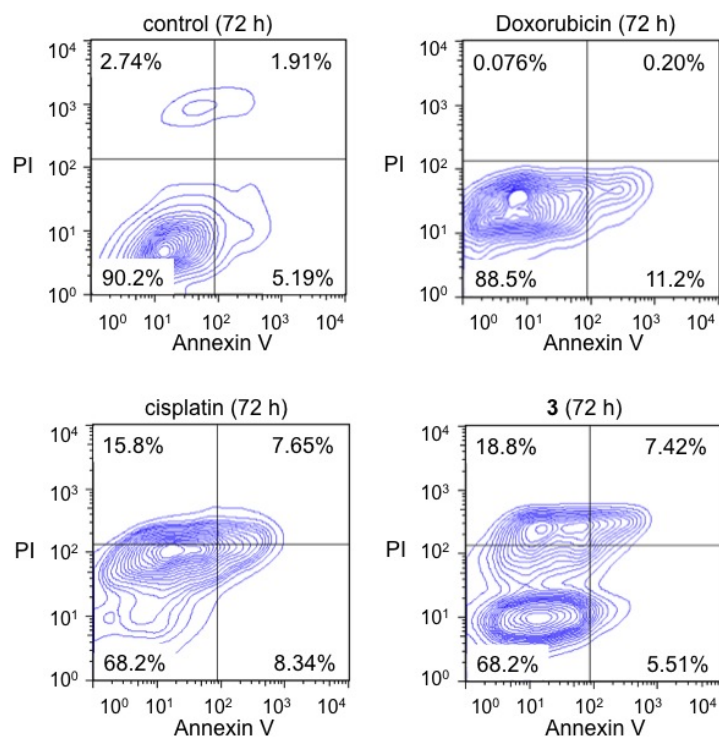 control (72 h)
10⁴
2.74%
1.91%
10³
PI
10²
10¹
90.2%
5.19%
10⁰
10⁰ 10¹ 10² 10³ 10⁴
Annexin V
Doxorubicin (72 h)
10⁴
0.076%
0.20%
10³
PI
10²
10¹
88.5%
11.2%
10⁰
10⁰ 10¹ 10² 10³ 10⁴
Annexin V
cisplatin (72 h)
10⁴
15.8%
7.65%
10³
PI
10²
10¹
68.2%
8.34%
10⁰
10⁰ 10¹ 10² 10³ 10⁴
Annexin V
3 (72 h)
10⁴
18.8%
7.42%
10³
PI
10²
10¹
68.2%
5.51%
10⁰
10⁰ 10¹ 10² 10³ 10⁴
Annexin V